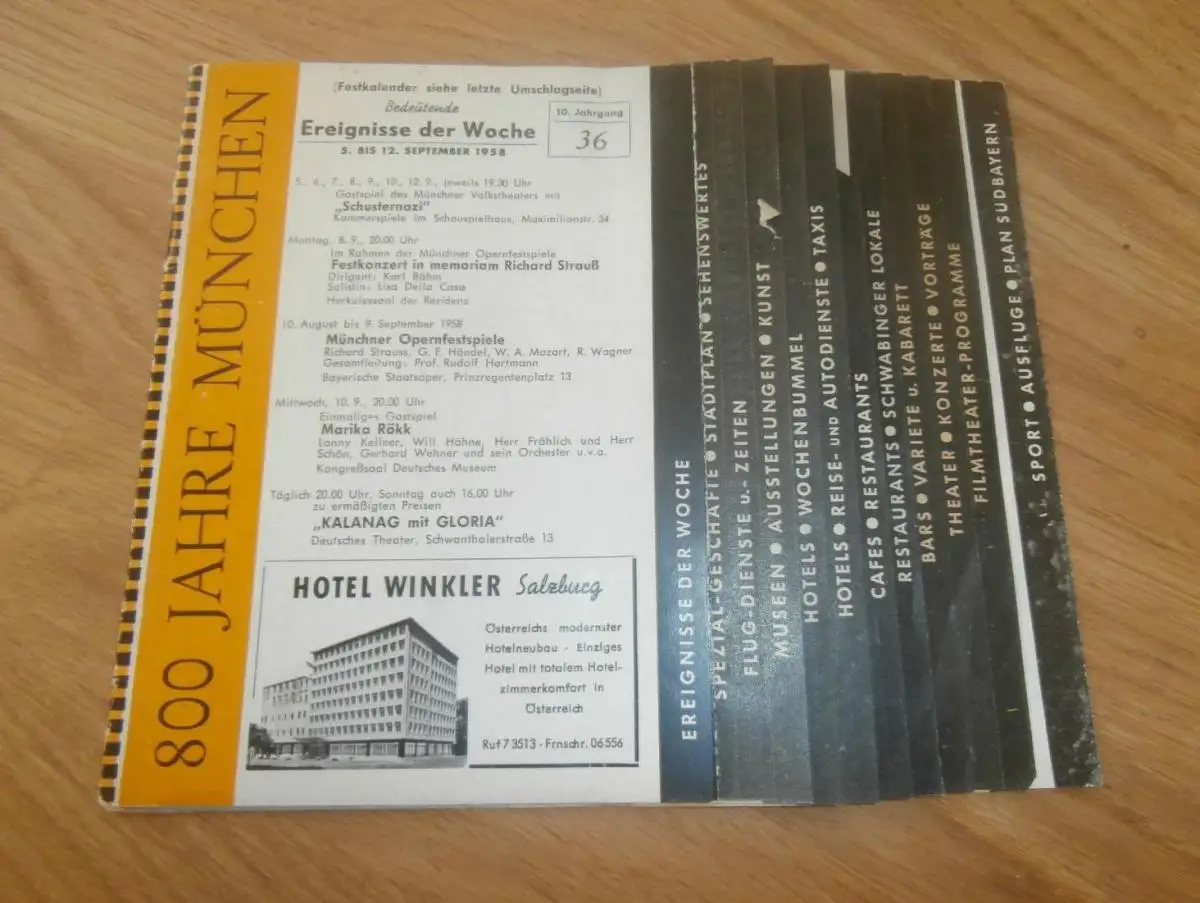 800 JAHRE MÜNCHEN
(Festkalender siehe letzte Umschlagseite)
Bedeutende
Ereignisse der Woche
5. BIS 12. SEPTEMBER 1958
10. Jahrgang
36
5., 6., 7., 8., 9., 10., 12. 9., jeweils 19.30 Uhr
Gastspiel des Münchner Volkstheaters mit
„Schusternazi"
Kammerspiele im Schauspielhaus, Maximilianstr. 34
Montag, 8. 9., 20.00 Uhr
Im Rahmen der Münchner Opernfestspiele
Festkonzert in memoriam Richard Strauß
Dirigent: Karl Böhm
Solistin: Lisa Della Casa
Herkulessaal der Residenz
10. August bis 9. September 1958
Münchner Opernfestspiele
Richard Strauss, G. F. Händel, W. A. Mozart, R. Wagner
Gesamtleitung: Prof. Rudolf Hartmann
Bayerische Staatsoper, Prinzregentenplatz 13
Mittwoch, 10. 9., 20.00 Uhr
Einmaliges Gastspiel
Marika Rökk
Lonny Kellner, Will Höhne, Herr Fröhlich und Herr
Schön, Gerhard Wehner und sein Orchester u.v.a.
Kongreßsaal Deutsches Museum
Täglich 20.00 Uhr, Sonntag auch 16.00 Uhr
zu ermäßigten Preisen
„KALANAG mit GLORIA"
Deutsches Theater, Schwanthalerstraße 13
HOTEL WINKLER Salzburg
Österreichs modernster
Hotelneubau - Einziges
Hotel mit totalem Hotel-
zimmerkomfort in
Österreich
Ruf 7 3513 - Frnschr. 06 556
EREIGNISSE DER WOCHE
SPEZIAL-GESCHÄFTE • STADTPLAN • SEHENSWERTES
FLUG-DIENSTE u.- ZEITEN
MUSEEN • AUSSTELLUNGEN • KUNST
HOTELS • WOCHENBUMMEL
HOTELS • REISE- UND AUTODIENSTE • TAXIS
CAFES • RESTAURANTS
RESTAURANTS • SCHWABINGER LOKALE
BARS • VARIETE u. KABARETT
THEATER • KONZERTE • VORTRÄGE
FILMTHEATER-PROGRAMME
SPORT • AUSFLÜGE • PLAN SÜDBAYERN